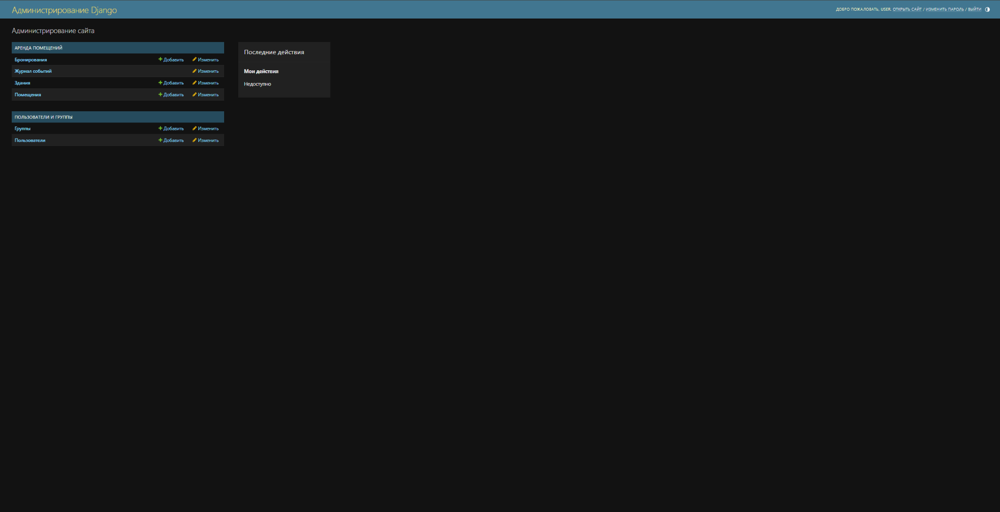 Администрирование Django
ДОБРО ПОЖАЛОВАТЬ, USER. ОТКРЫТЬ САЙТ / ИЗМЕНИТЬ ПАРОЛЬ / ВЫЙТИ
Администрирование сайта
АРЕНДА ПОМЕЩЕНИЙ
Бронирования Добавить Изменить
Журнал событий Изменить
Здания Добавить Изменить
Помещения Добавить Изменить
ПОЛЬЗОВАТЕЛИ И ГРУППЫ
Группы Добавить Изменить
Пользователи Добавить Изменить
Последние действия
Мои действия
Недоступно